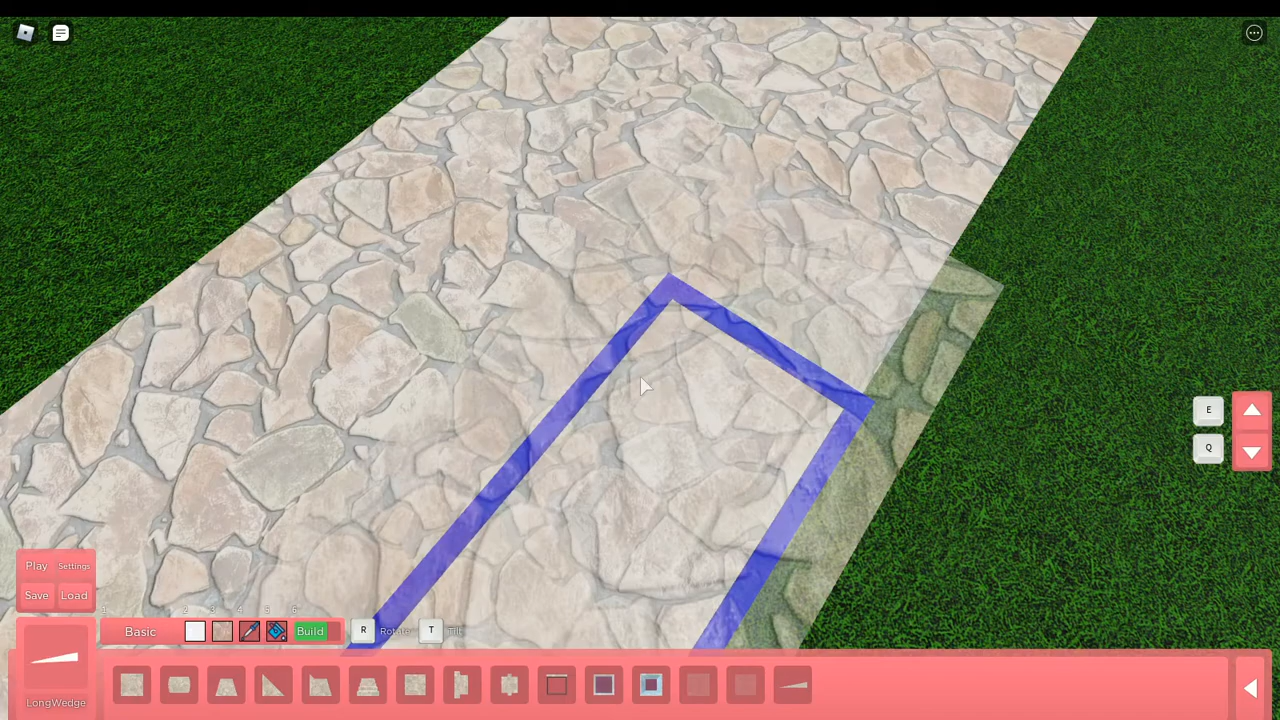 E
Q
Play Settings
Save Load
1 2 3 4 5 6
Basic Build R Rotate T Tilt
LongWedge